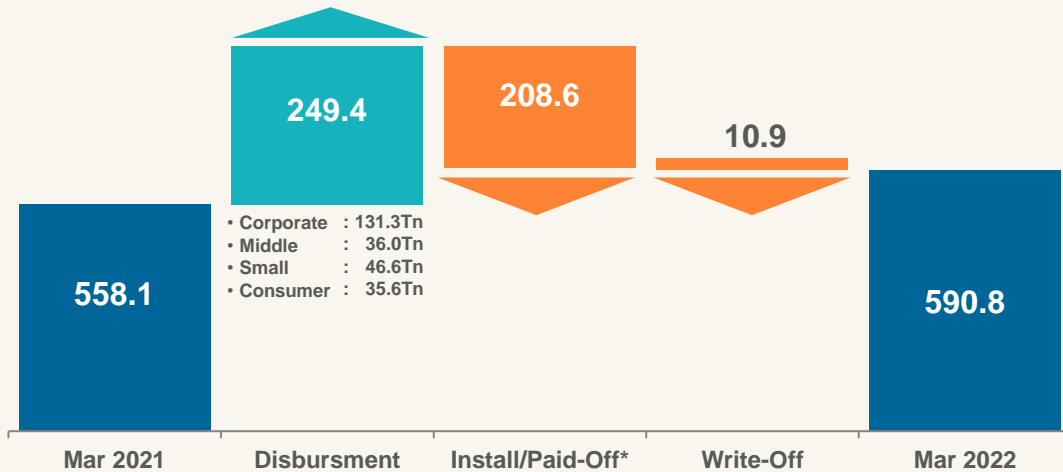 249.4
208.6
10.9
558.1
• Corporate : 131.3Tn
• Middle : 36.0Tn
• Small : 46.6Tn
• Consumer : 35.6Tn
590.8
Mar 2021
Disbursment
Install/Paid-Off*
Write-Off
Mar 2022